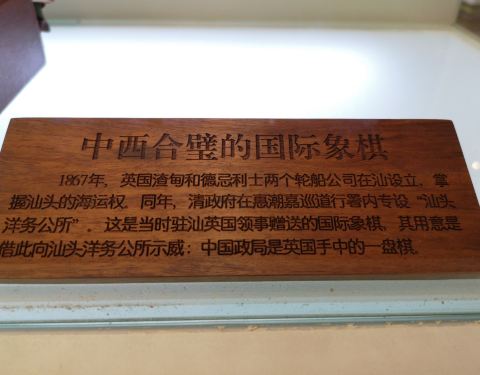 中西合璧的国际象棋
1867年，英国渣甸和德忌利士两个轮船公司在汕设立，掌
握汕头的海运权。同年，清政府在惠潮嘉巡道行署内专设“汕头
洋务公所”。这是当时驻汕英国领事赠送的国际象棋，其用意是
借此向汕头洋务公所示威：中国政局是英国手中的一盘棋。